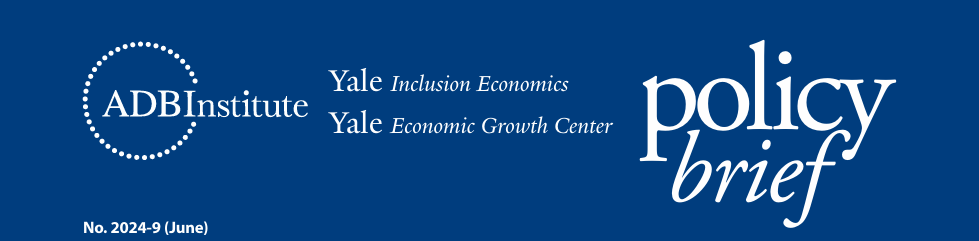 ADBInstitute
Yale Inclusion Economics
Yale Economic Growth Center
policy
brief
No. 2024-9 (June)